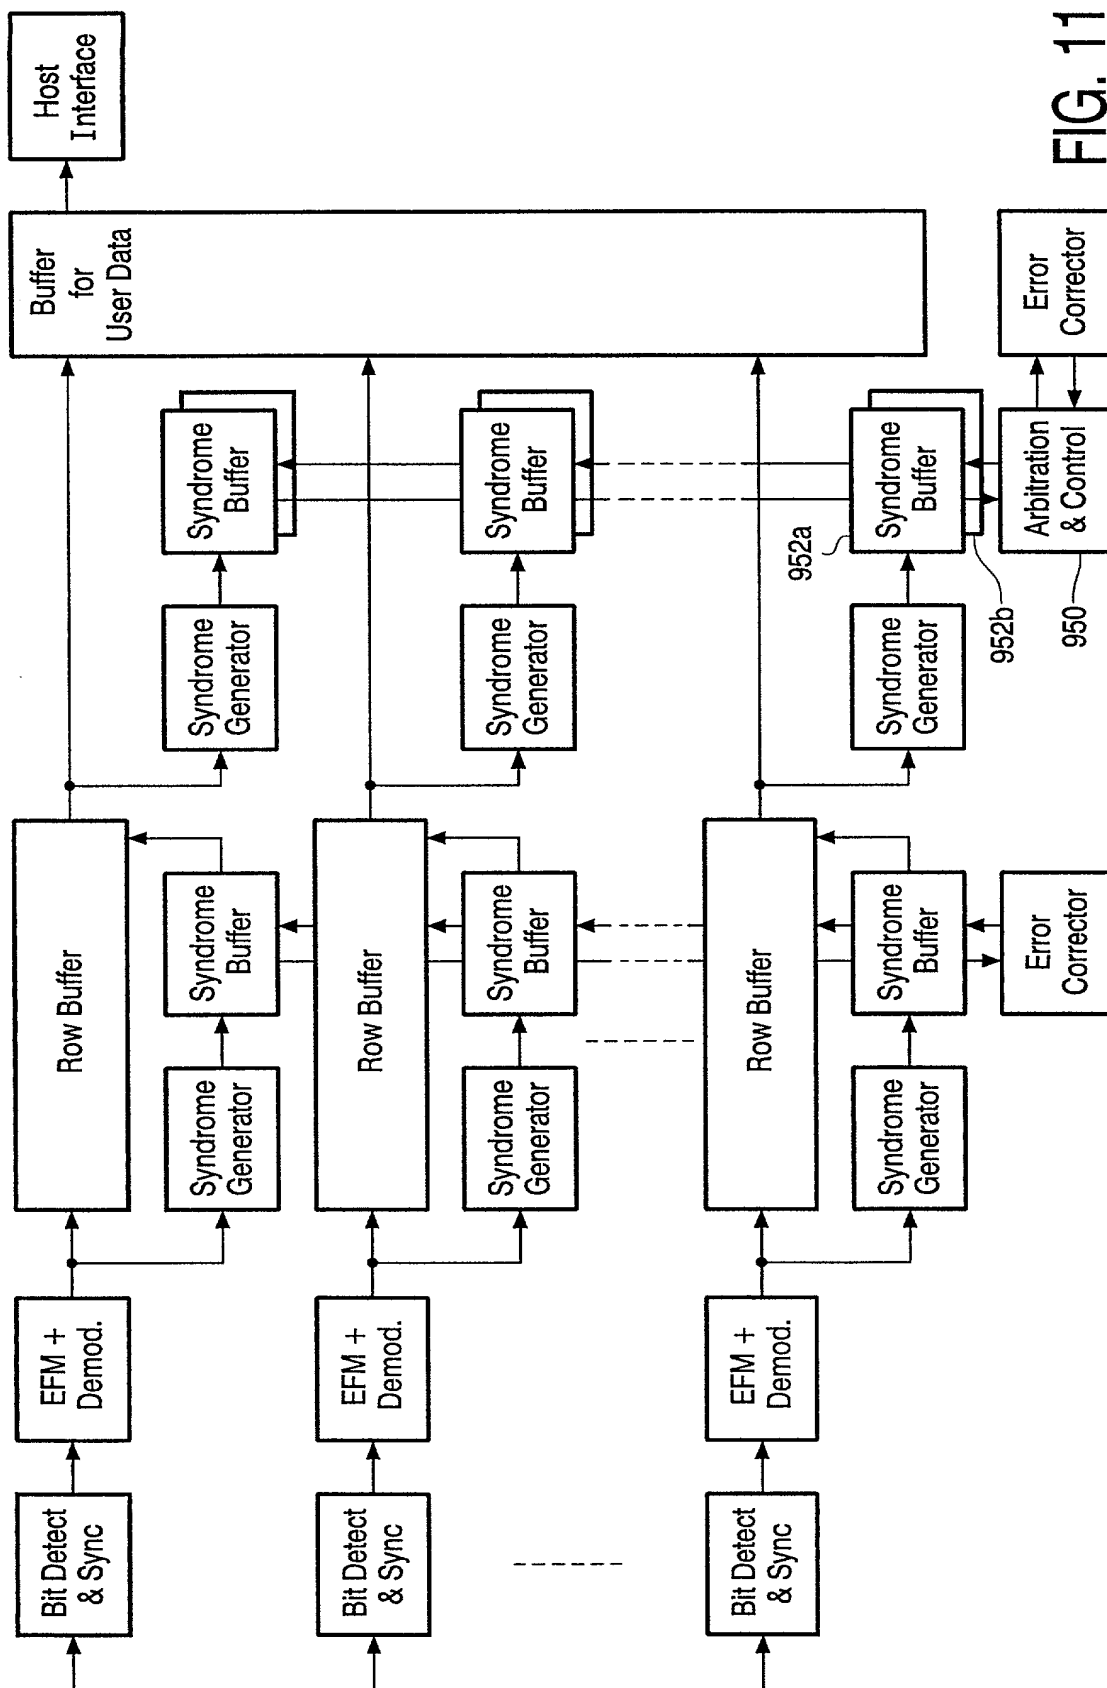 Bit Detect
& Sync
EFM +
Demod.
Row Buffer
Buffer
for
User Data
Host
Interface
Syndrome
Generator
Syndrome
Buffer
Syndrome
Generator
Syndrome
Buffer
Bit Detect
& Sync
EFM +
Demod.
Row Buffer
Syndrome
Generator
Syndrome
Buffer
Syndrome
Generator
Syndrome
Buffer
Bit Detect
& Sync
EFM +
Demod.
Row Buffer
Syndrome
Generator
Syndrome
Buffer
Syndrome
Generator
952a
Syndrome
Buffer
952b
Error
Corrector
950
Arbitration
& Control
Error
Corrector
FIG. 11